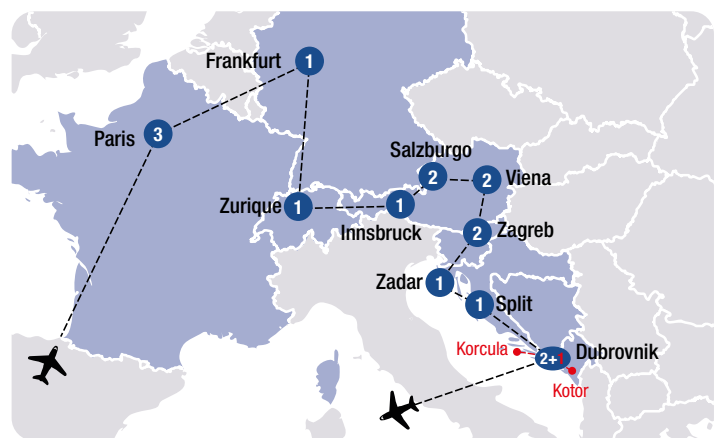 Frankfurt 1
Paris 3
Salzburgo
2
2 Viena
Zurique 1
1
Innsbruck
2 Zagreb
Zadar 1
1 Split
Korcula
2+1 Dubrovnik
Kotor